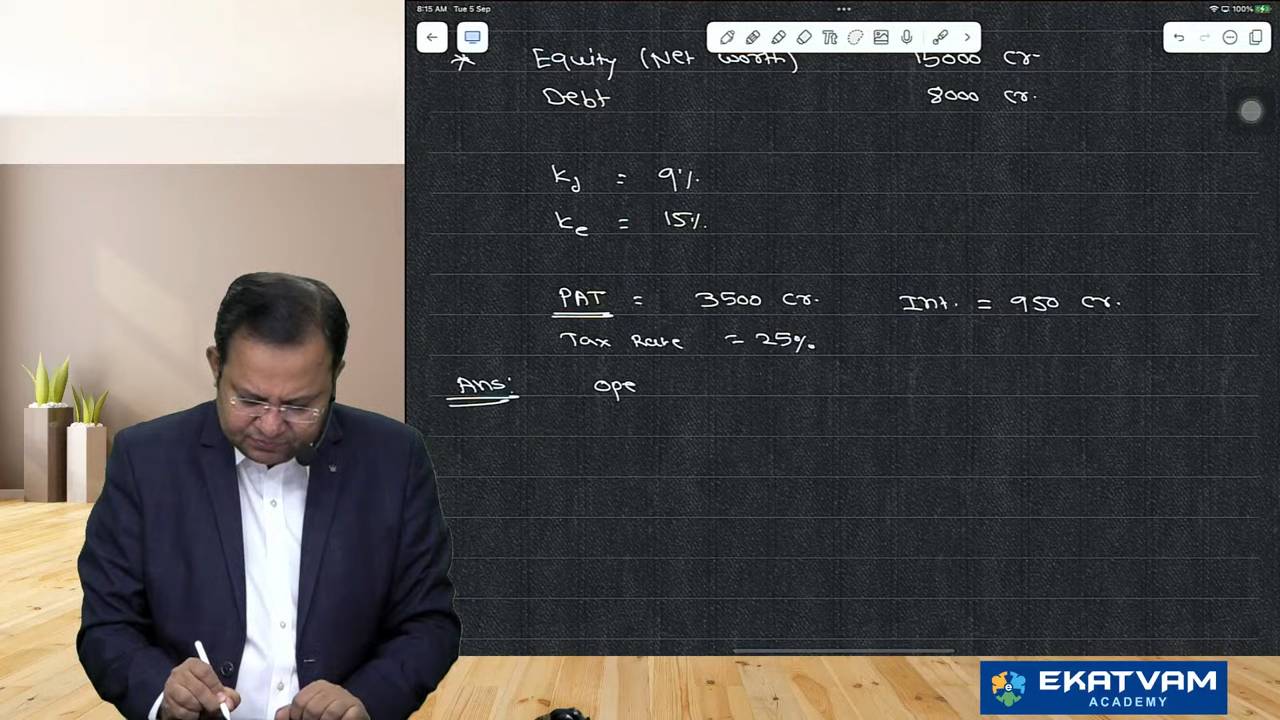 8:15 AM Tue 5 Sep
100%
* Equity (Net Worth) 15000 Cr.
Debt 8000 Cr.
Kd = 9%
Ke = 15%
PAT = 3500 Cr. Int. = 950 Cr.
Tax Rate = 25%
Ans: ope
EKATVAM
ACADEMY